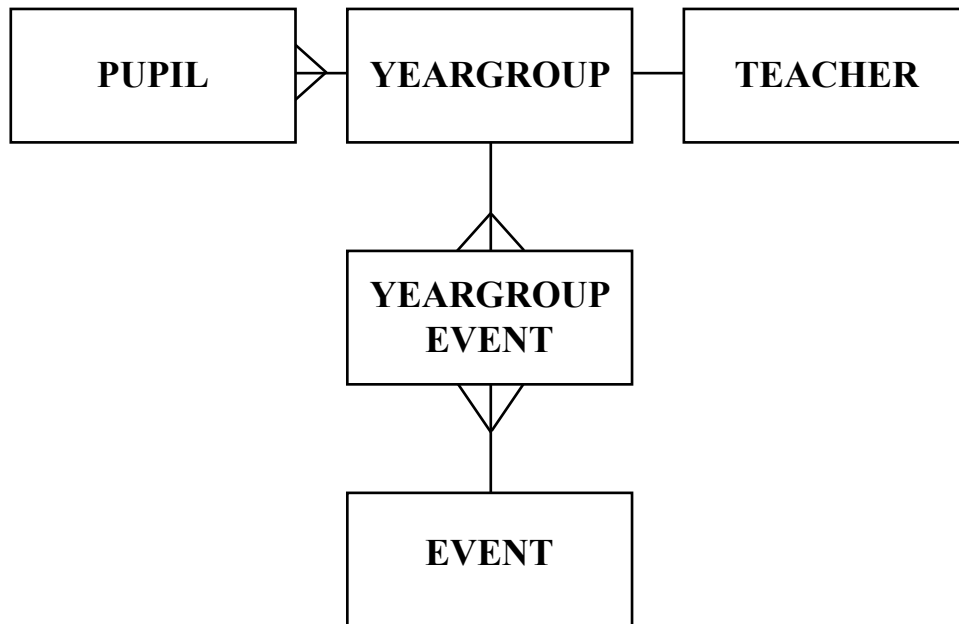 PUPIL
YEARGROUP
TEACHER
YEARGROUP
EVENT
EVENT